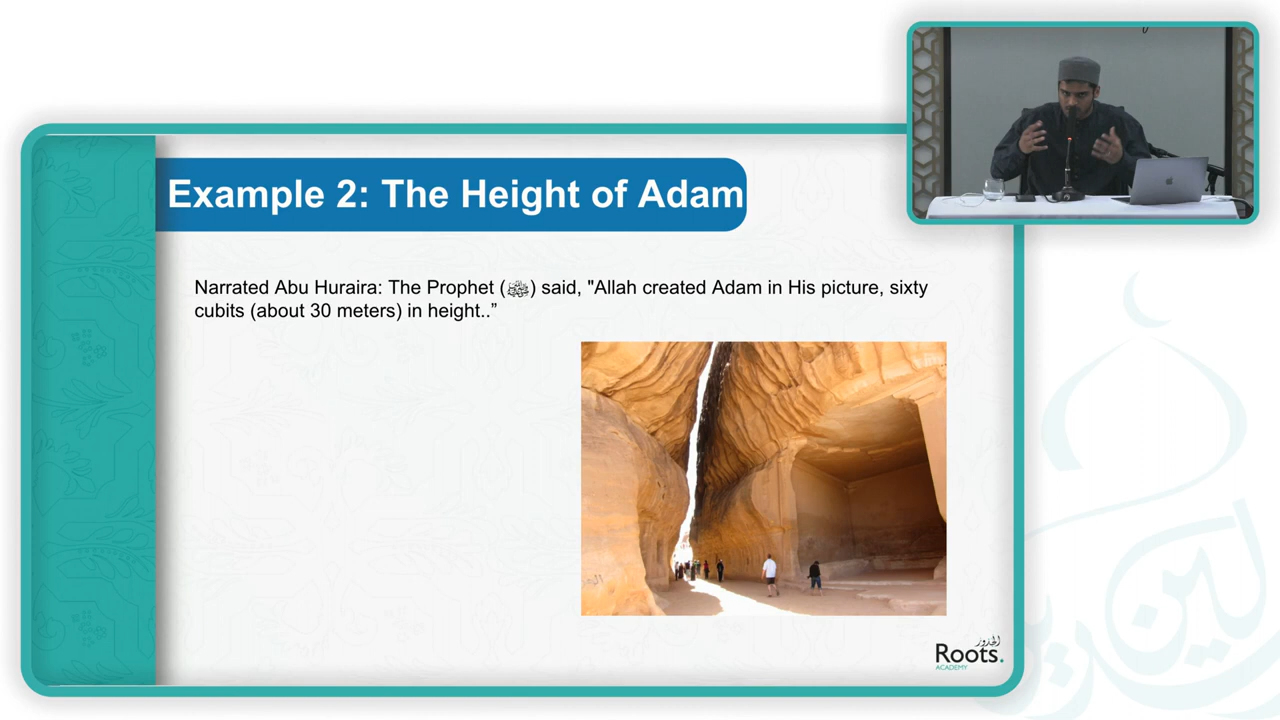 Example 2: The Height of Adam
Narrated Abu Huraira: The Prophet (ﷺ) said, "Allah created Adam in His picture, sixty
cubits (about 30 meters) in height..”
الجذور
Roots.
ACADEMY